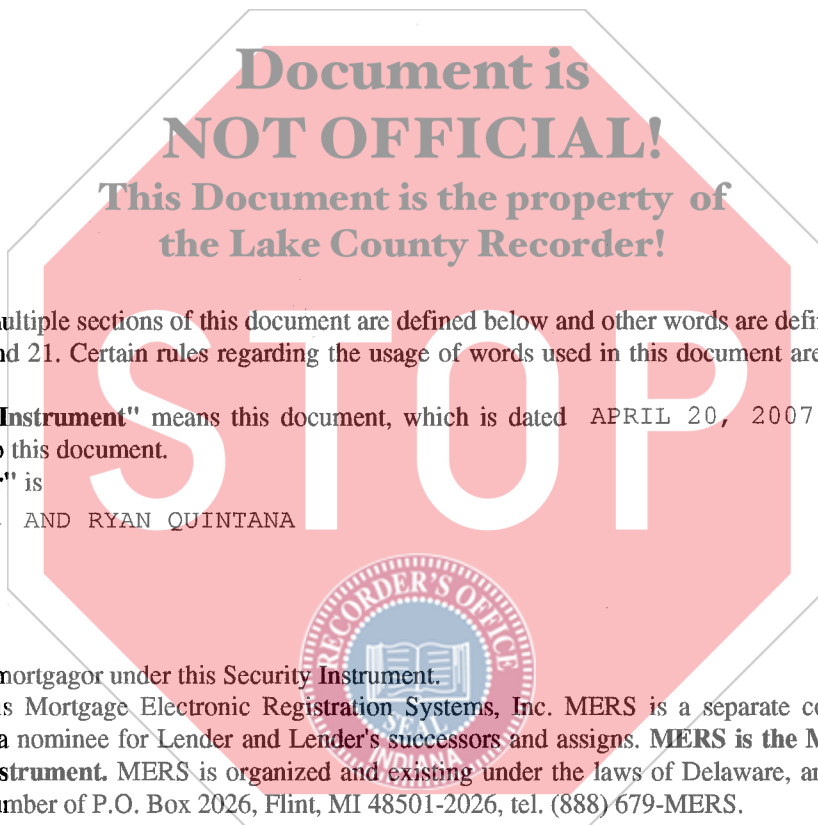 Document is
NOT OFFICIAL!
This Document is the property of
the Lake County Recorder!
ultiple sections of this document are defined below and other words are defi
nd 21. Certain rules regarding the usage of words used in this document are
Instrument" means this document, which is dated APRIL 20, 2007
this document.
" is
AND RYAN QUINTANA
STOP
RECORDER'S OFFICE
SEAL
INDIANA
mortgagor under this Security Instrument.
is Mortgage Electronic Registration Systems, Inc. MERS is a separate co
a nominee for Lender and Lender's successors and assigns. MERS is the M
strument. MERS is organized and existing under the laws of Delaware, an
umber of P.O. Box 2026, Flint, MI 48501-2026, tel. (888) 679-MERS.